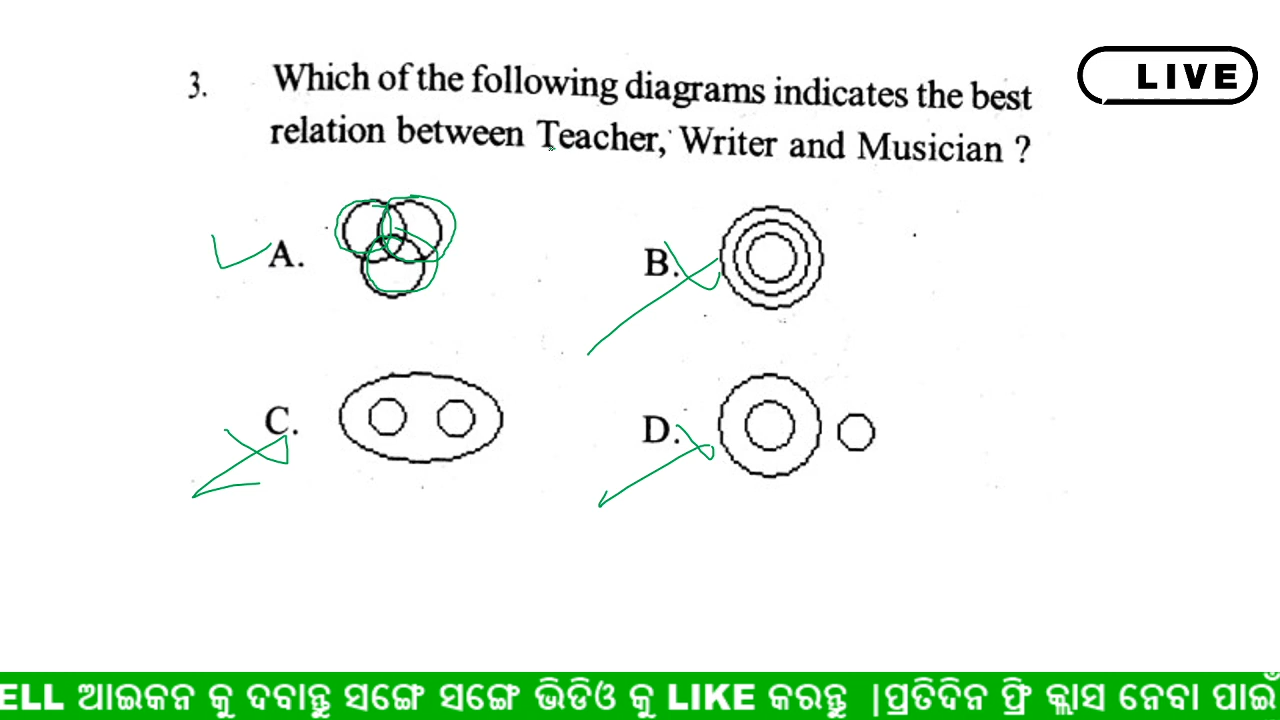 LIVE
3. Which of the following diagrams indicates the best
relation between Teacher, Writer and Musician ?
A.
B.
C.
D.
ELL ଆଇକନ କୁ ଦବାନ୍ତୁ ସଙ୍ଗେ ସଙ୍ଗେ ଭିଡିଓ କୁ LIKE କରନ୍ତୁ |ପ୍ରତିଦିନ ଫ୍ରି କ୍ଲାସ ନେବା ପାଇଁ